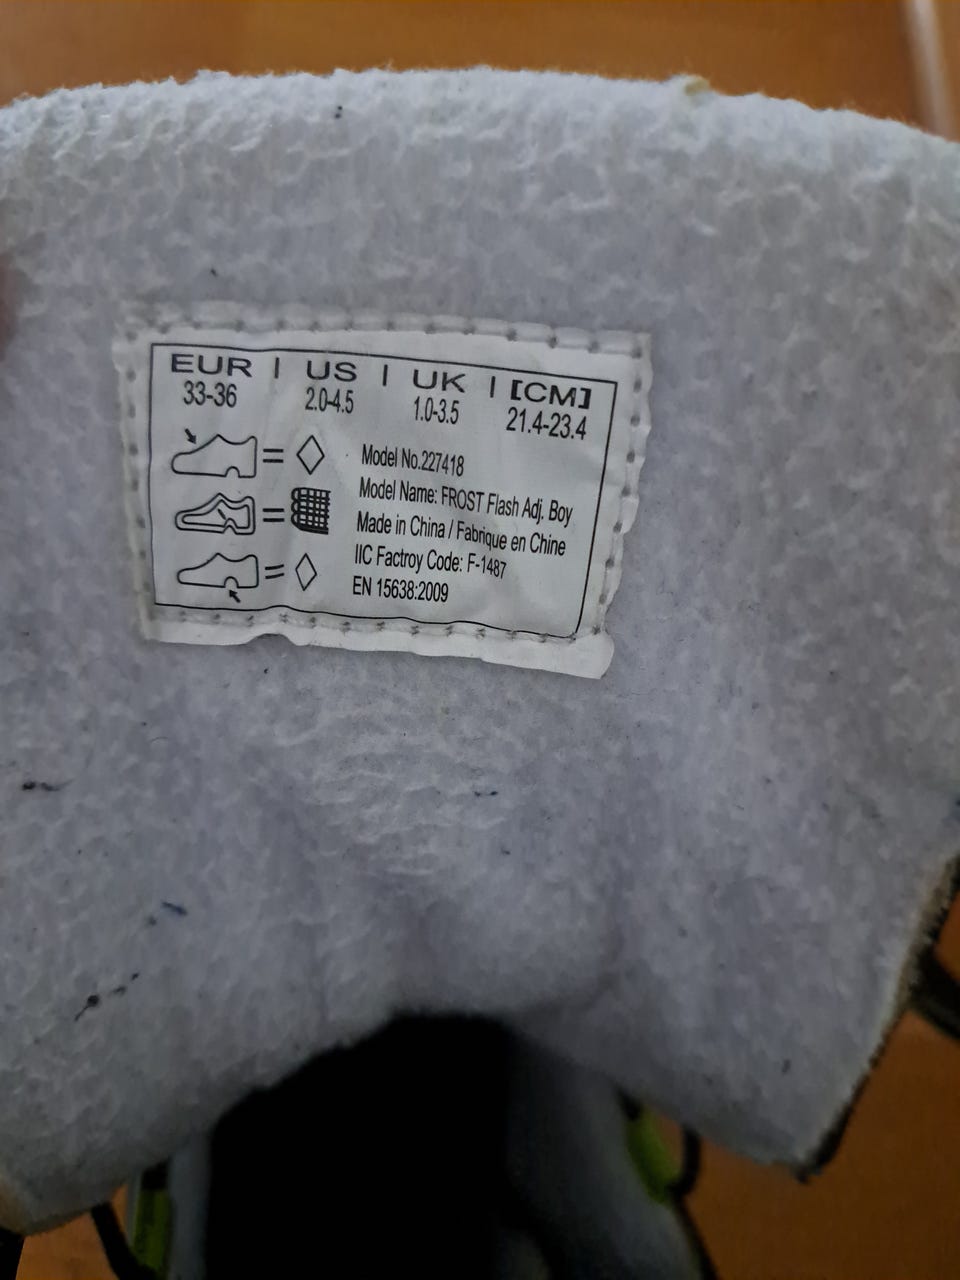 EUR | US | UK | [CM]
33-36 2.0-4.5 1.0-3.5 21.4-23.4
Model No.227418
Model Name: FROST Flash Adj. Boy
Made in China / Fabrique en Chine
IIC Factroy Code: F-1487
EN 15638:2009